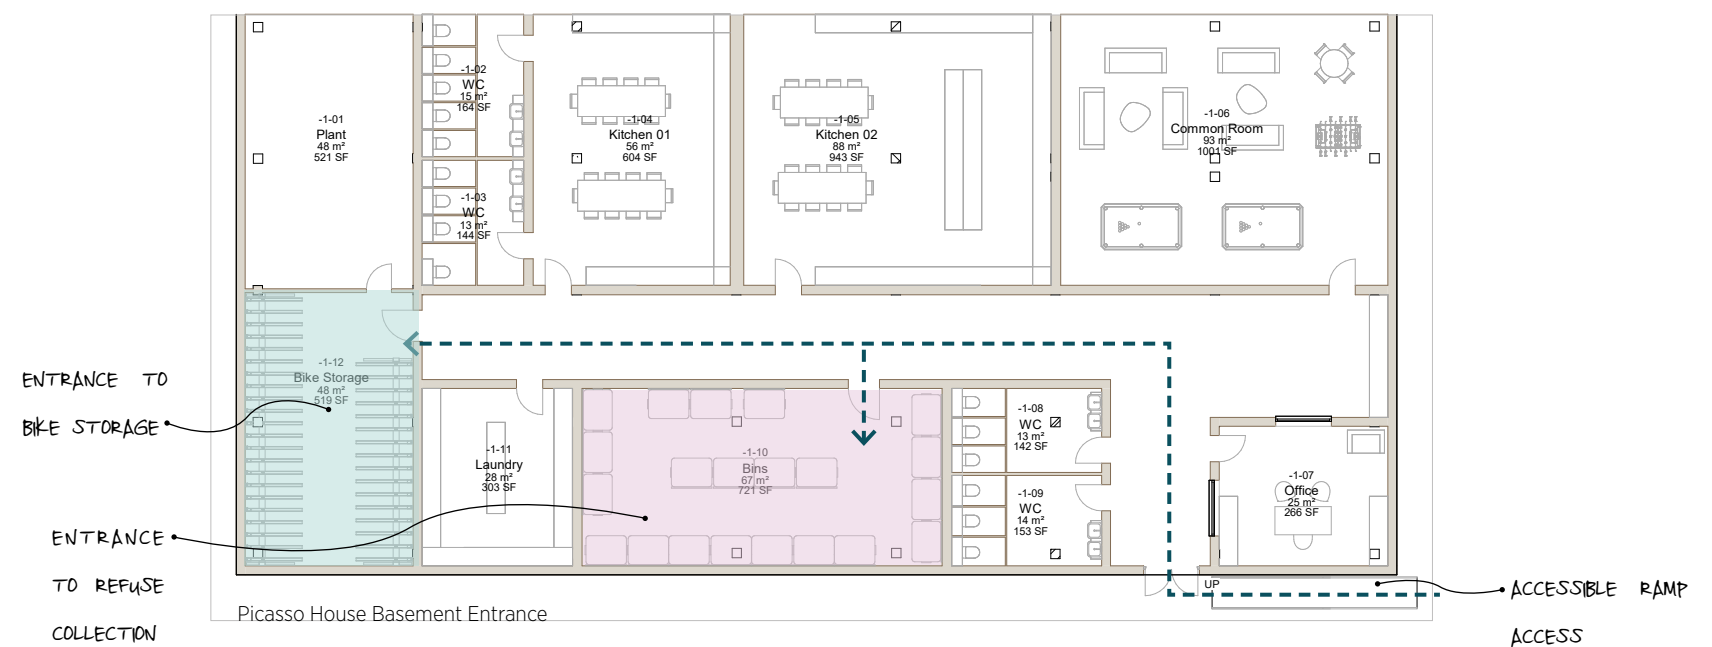 -1-01
Plant
48 m²
521 SF
-1-02
WC
15 m²
164 SF
-1-03
WC
13 m²
144 SF
-1-04
Kitchen 01
56 m²
604 SF
-1-05
Kitchen 02
88 m²
943 SF
-1-06
Common Room
93 m²
1001 SF
-1-12
Bike Storage
48 m²
519 SF
-1-11
Laundry
28 m²
303 SF
-1-10
Bins
67 m²
721 SF
-1-08
WC
13 m²
142 SF
-1-09
WC
14 m²
153 SF
-1-07
Office
25 m²
266 SF
UP
ENTRANCE TO
BIKE STORAGE
ENTRANCE
TO REFUSE
COLLECTION
ACCESSIBLE RAMP
ACCESS
Picasso House Basement Entrance